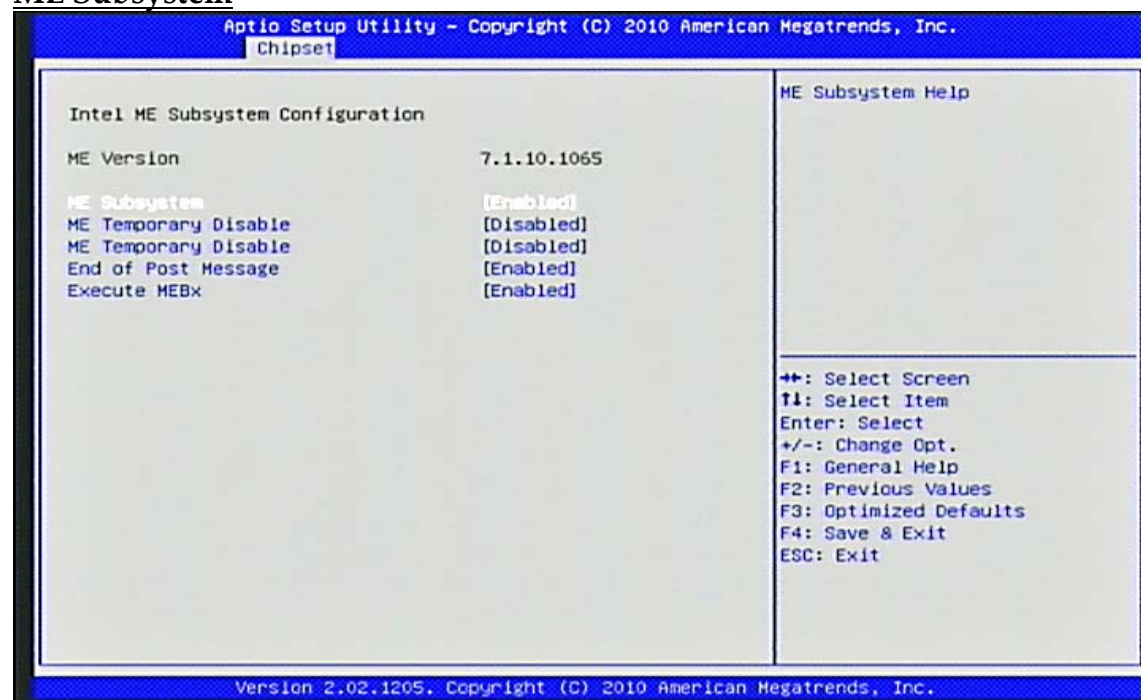 ME Subsystem
Aptio Setup Utility – Copyright (C) 2010 American Megatrends, Inc.
Chipset
Intel ME Subsystem Configuration
ME Version 7.1.10.1065
ME Subsystem [Enabled]
ME Temporary Disable [Disabled]
ME Temporary Disable [Disabled]
End of Post Message [Enabled]
Execute MEBx [Enabled]
ME Subsystem Help
→←: Select Screen
↑↓: Select Item
Enter: Select
+/-: Change Opt.
F1: General Help
F2: Previous Values
F3: Optimized Defaults
F4: Save & Exit
ESC: Exit
Version 2.02.1205. Copyright (C) 2010 American Megatrends, Inc.